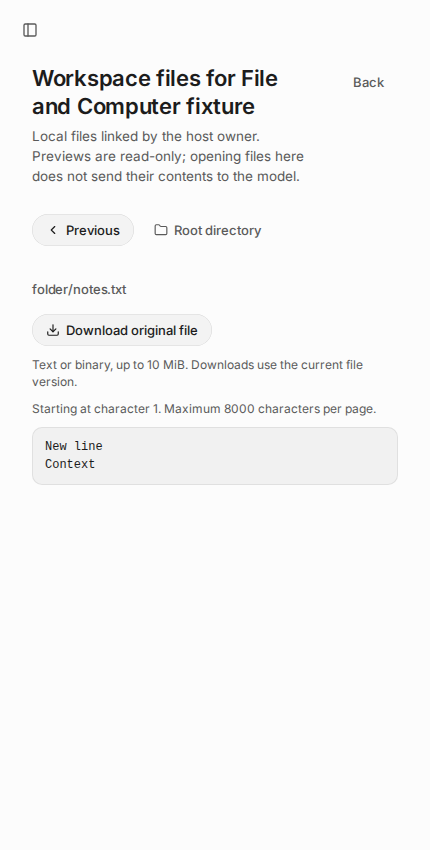 Workspace files for File
and Computer fixture
Back
Local files linked by the host owner.
Previews are read-only; opening files here
does not send their contents to the model.
Previous
Root directory
folder/notes.txt
Download original file
Text or binary, up to 10 MiB. Downloads use the current file
version.
Starting at character 1. Maximum 8000 characters per page.
New line
Context